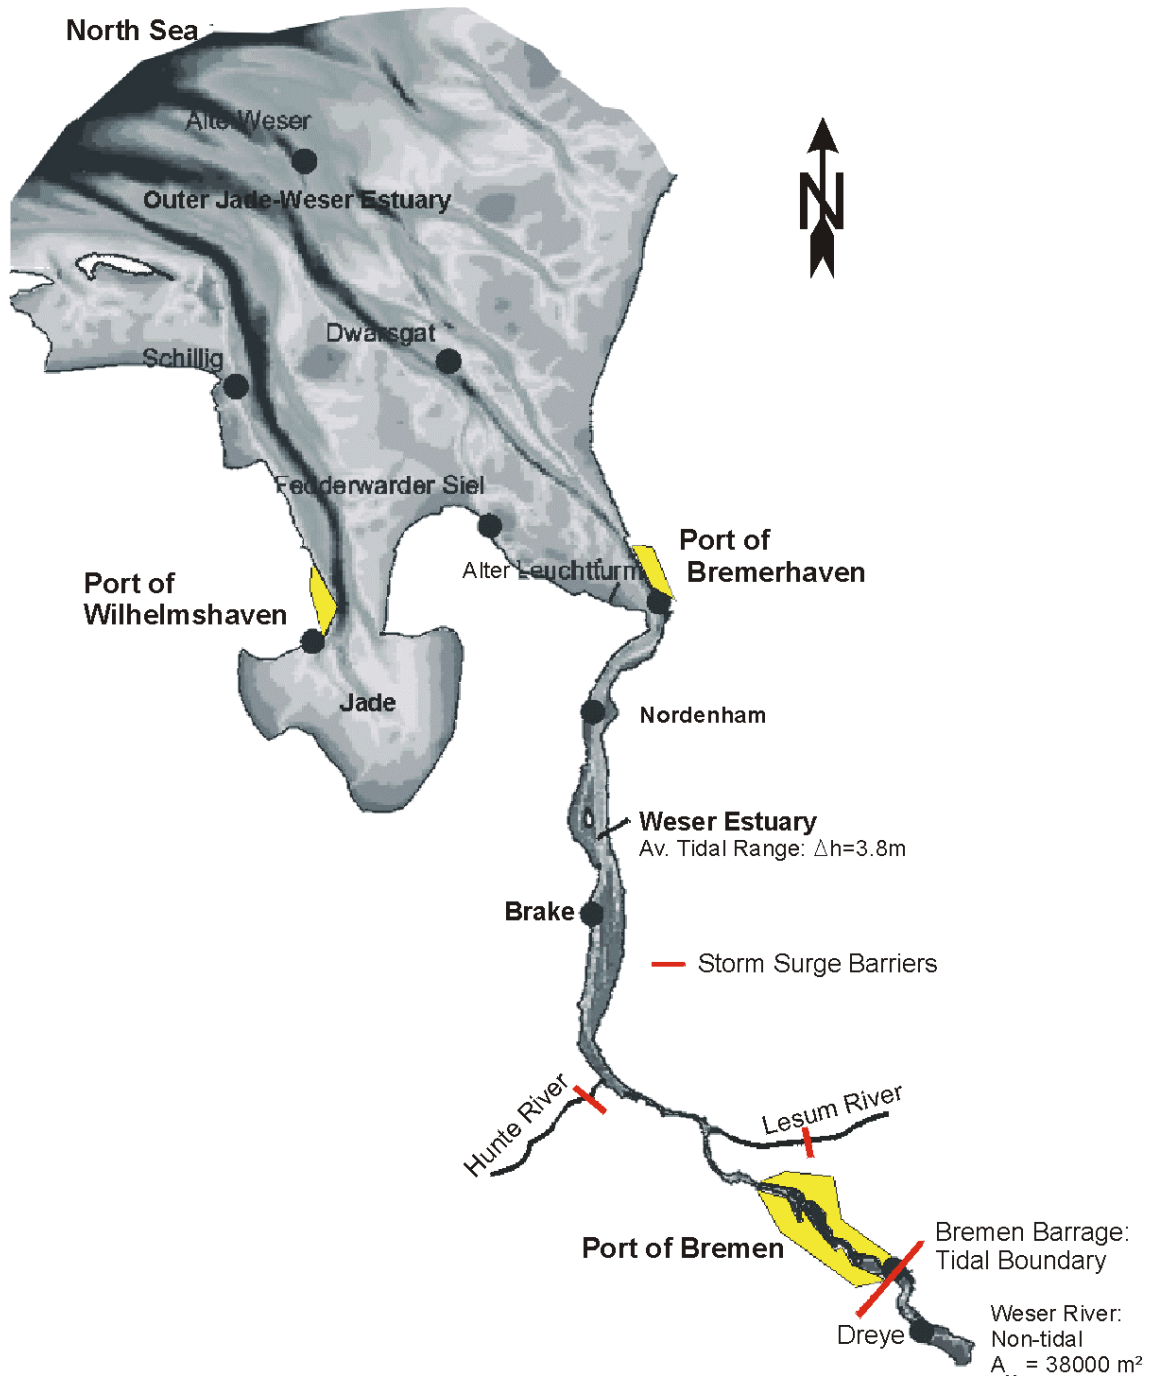 North Sea
Alte Weser
Outer Jade-Weser Estuary
N
Dwarsgat
Schillig
Fedderwarder Siel
Port of
Bremerhaven
Alter Leuchtturm
Port of
Wilhelmshaven
Jade
Nordenham
Weser Estuary
Av. Tidal Range: Δh=3.8m
Brake
Storm Surge Barriers
Hunte River
Lesum River
Port of Bremen
Bremen Barrage:
Tidal Boundary
Dreye
Weser River:
Non-tidal
A = 38000 m²